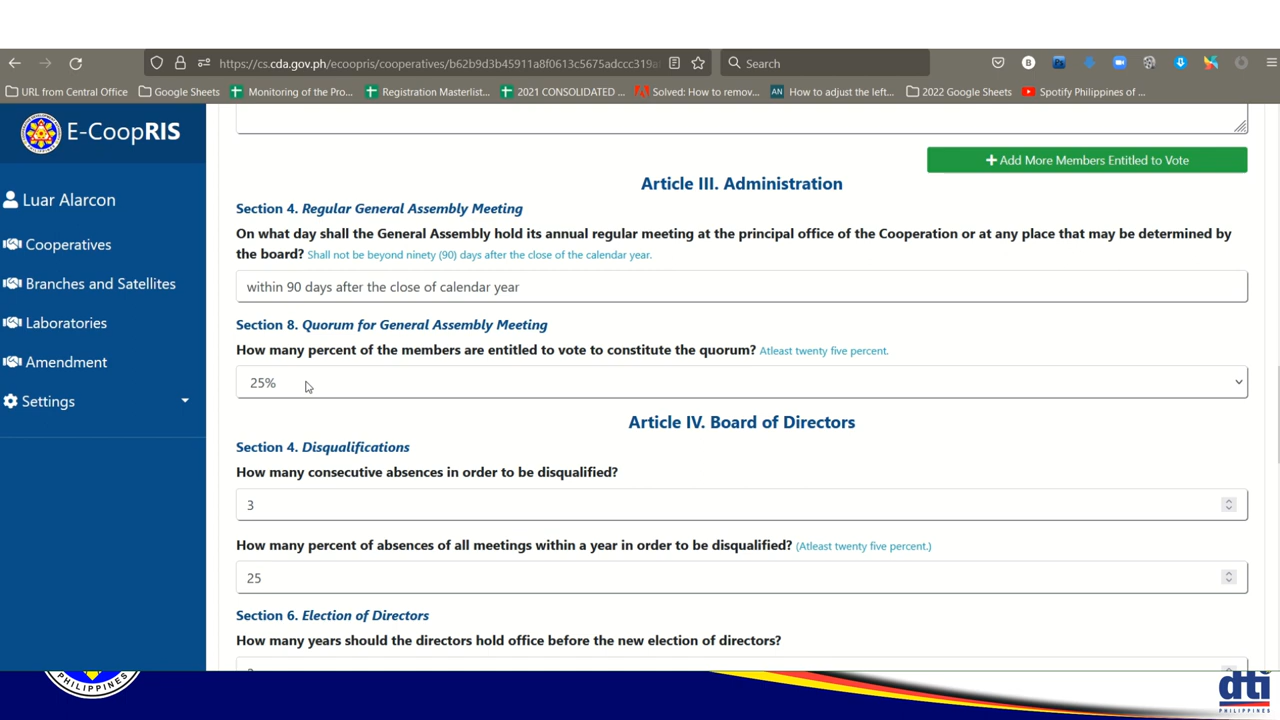 https://cs.cda.gov.ph/ecoopris/cooperatives/b62b9d3b45911a8f0613c5675adccc319a
Search
URL from Central Office
Google Sheets
Monitoring of the Pro...
Registration Masterlist...
2021 CONSOLIDATED ...
Solved: How to remov...
AN How to adjust the left...
2022 Google Sheets
Spotify Philippines of ...
E-CoopRIS
Luar Alarcon
Cooperatives
Branches and Satellites
Laboratories
Amendment
Settings
+ Add More Members Entitled to Vote
Article III. Administration
Section 4. Regular General Assembly Meeting
On what day shall the General Assembly hold its annual regular meeting at the principal office of the Cooperation or at any place that may be determined by
the board? Shall not be beyond ninety (90) days after the close of the calendar year.
within 90 days after the close of calendar year
Section 8. Quorum for General Assembly Meeting
How many percent of the members are entitled to vote to constitute the quorum? Atleast twenty five percent.
25%
Article IV. Board of Directors
Section 4. Disqualifications
How many consecutive absences in order to be disqualified?
3
How many percent of absences of all meetings within a year in order to be disqualified? (Atleast twenty five percent.)
25
Section 6. Election of Directors
How many years should the directors hold office before the new election of directors?
PHILIPPINES
dti
PHILIPPINES